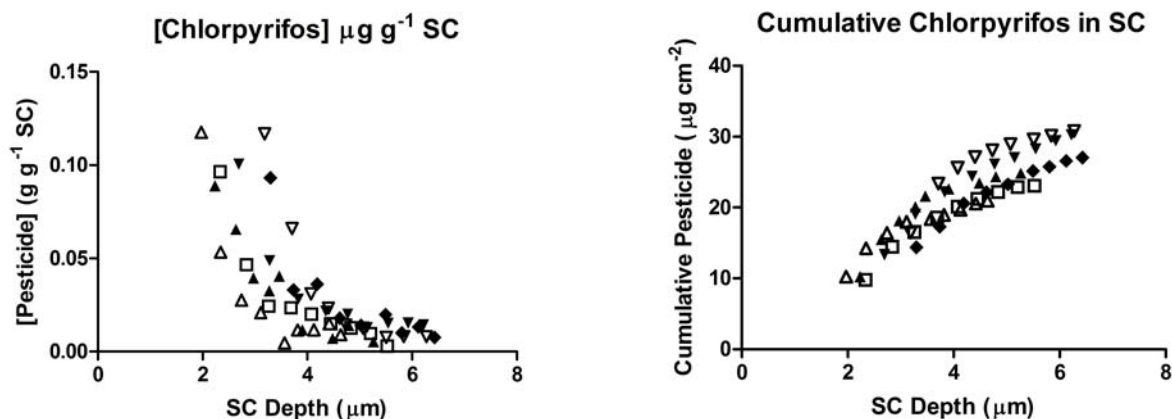 [Chlorpyrifos] μg g⁻¹ SC
[Pesticide] (g g⁻¹ SC)
0.15
0.10
0.05
0.00
0 2 4 6 8
SC Depth (μm)
Cumulative Chlorpyrifos in SC
Cumulative Pesticide (μg cm⁻²)
40
30
20
10
0
0 2 4 6 8
SC Depth (μm)